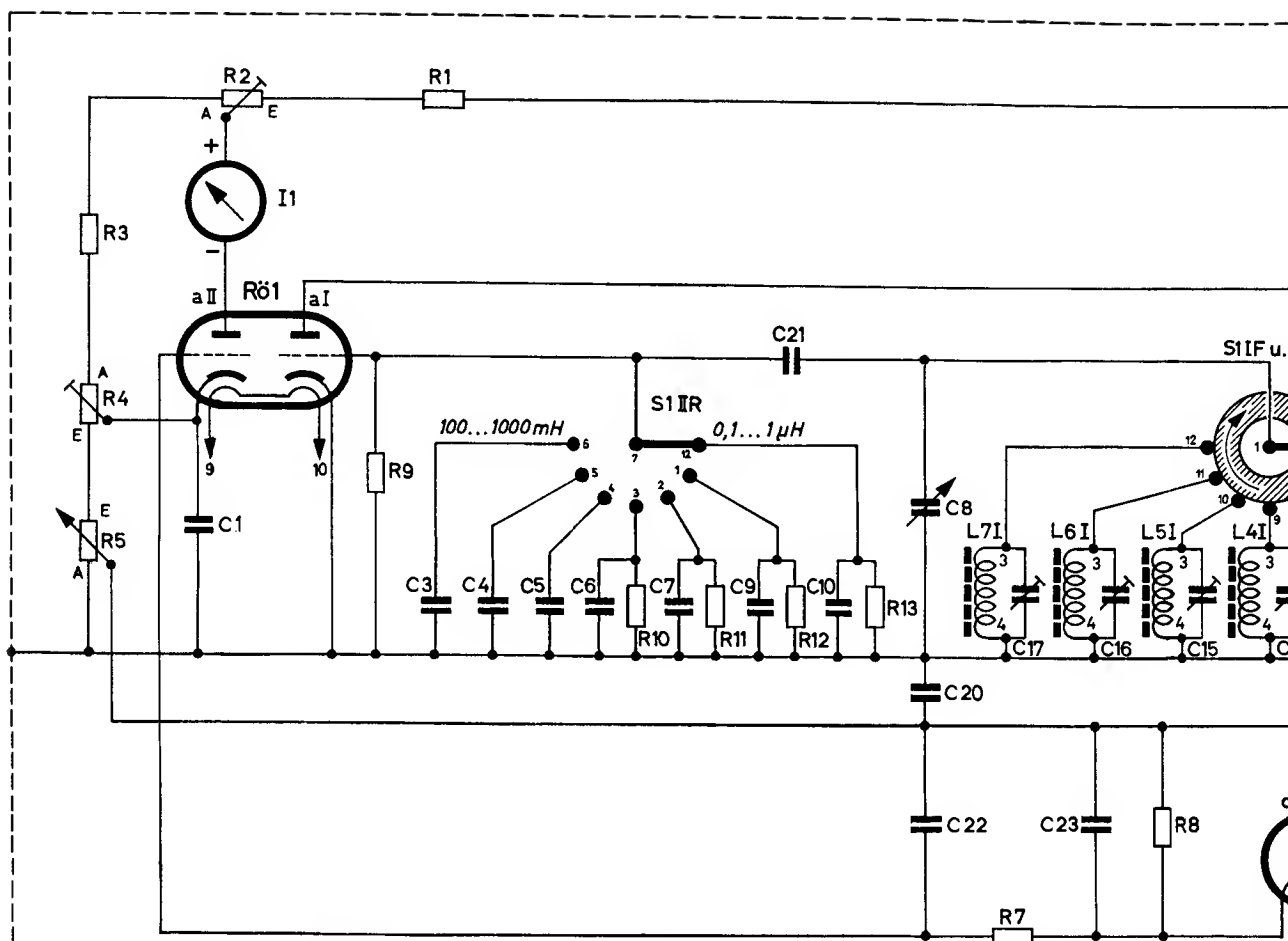 R2
R1
A
E
+
I1
R3
−
aII
Rö1
aI
C21
S1IF u.
A
R4
E
S1IIR
100...1000mH
0,1...1µH
6
7
12
5
1
4
3
2
12
1
11
10
9
9
10
R9
C1
E
R5
A
C8
L7I
L6I
L5I
L4I
3
3
3
3
C3
C4
C5
C6
C7
C9
C10
R13
R10
R11
R12
4
4
4
4
C17
C16
C15
C
C20
C22
C23
R8
R7